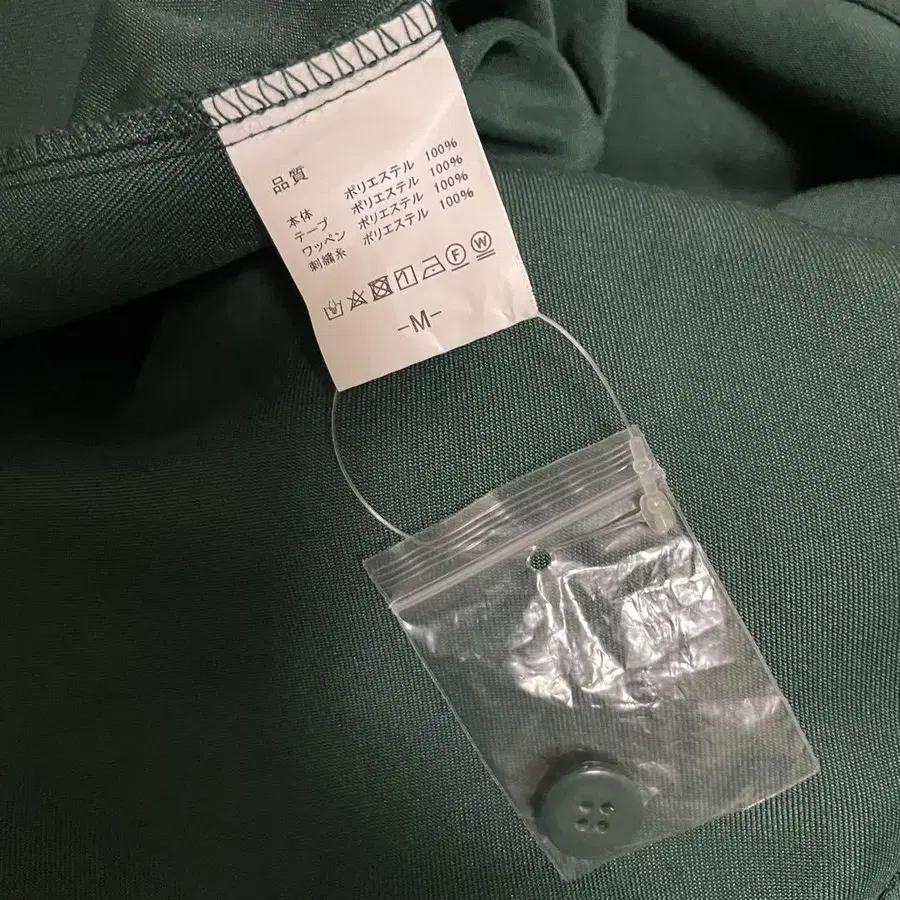 品質
本体 ポリエステル 100%
テープ ポリエステル 100%
ワッペン ポリエステル 100%
刺繍糸 ポリエステル 100%
F W
-M-